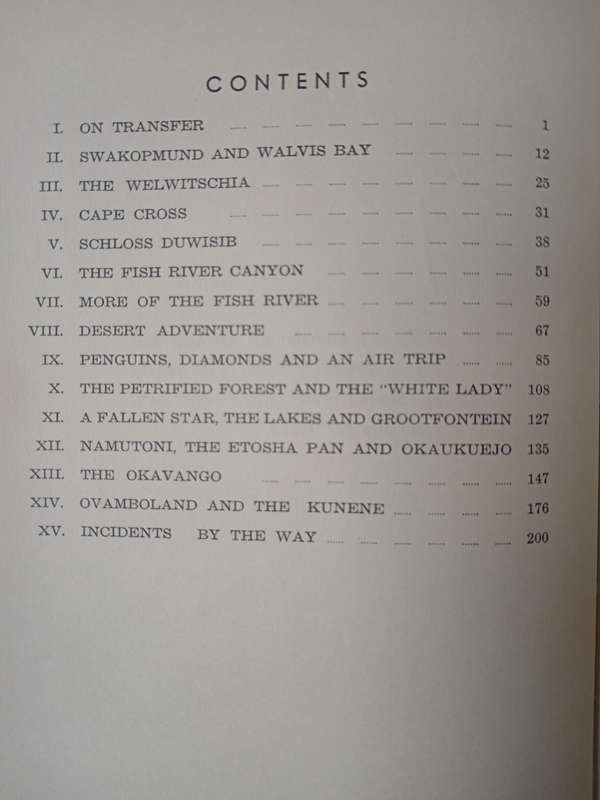 CONTENTS
I. ON TRANSFER ...... ...... ...... ...... ...... ...... ...... ...... ...... 1
II. SWAKOPMUND AND WALVIS BAY ...... ...... ...... ...... 12
III. THE WELWITSCHIA ...... ...... ...... ...... ...... ...... ...... ...... 25
IV. CAPE CROSS ...... ...... ...... ...... ...... ...... ...... ...... ...... 31
V. SCHLOSS DUWISIB ...... ...... ...... ...... ...... ...... ...... ...... 38
VI. THE FISH RIVER CANYON ...... ...... ...... ...... ...... ...... 51
VII. MORE OF THE FISH RIVER ...... ...... ...... ...... ...... ...... 59
VIII. DESERT ADVENTURE ...... ...... ...... ...... ...... ...... ...... 67
IX. PENGUINS, DIAMONDS AND AN AIR TRIP ...... ...... 85
X. THE PETRIFIED FOREST AND THE "WHITE LADY" 108
XI. A FALLEN STAR, THE LAKES AND GROOTFONTEIN 127
XII. NAMUTONI, THE ETOSHA PAN AND OKAUKUEJO 135
XIII. THE OKAVANGO ...... ...... ...... ...... ...... ...... ...... ...... 147
XIV. OVAMBOLAND AND THE KUNENE ...... ...... ...... ...... 176
XV. INCIDENTS BY THE WAY ...... ...... ...... ...... ...... ...... 200